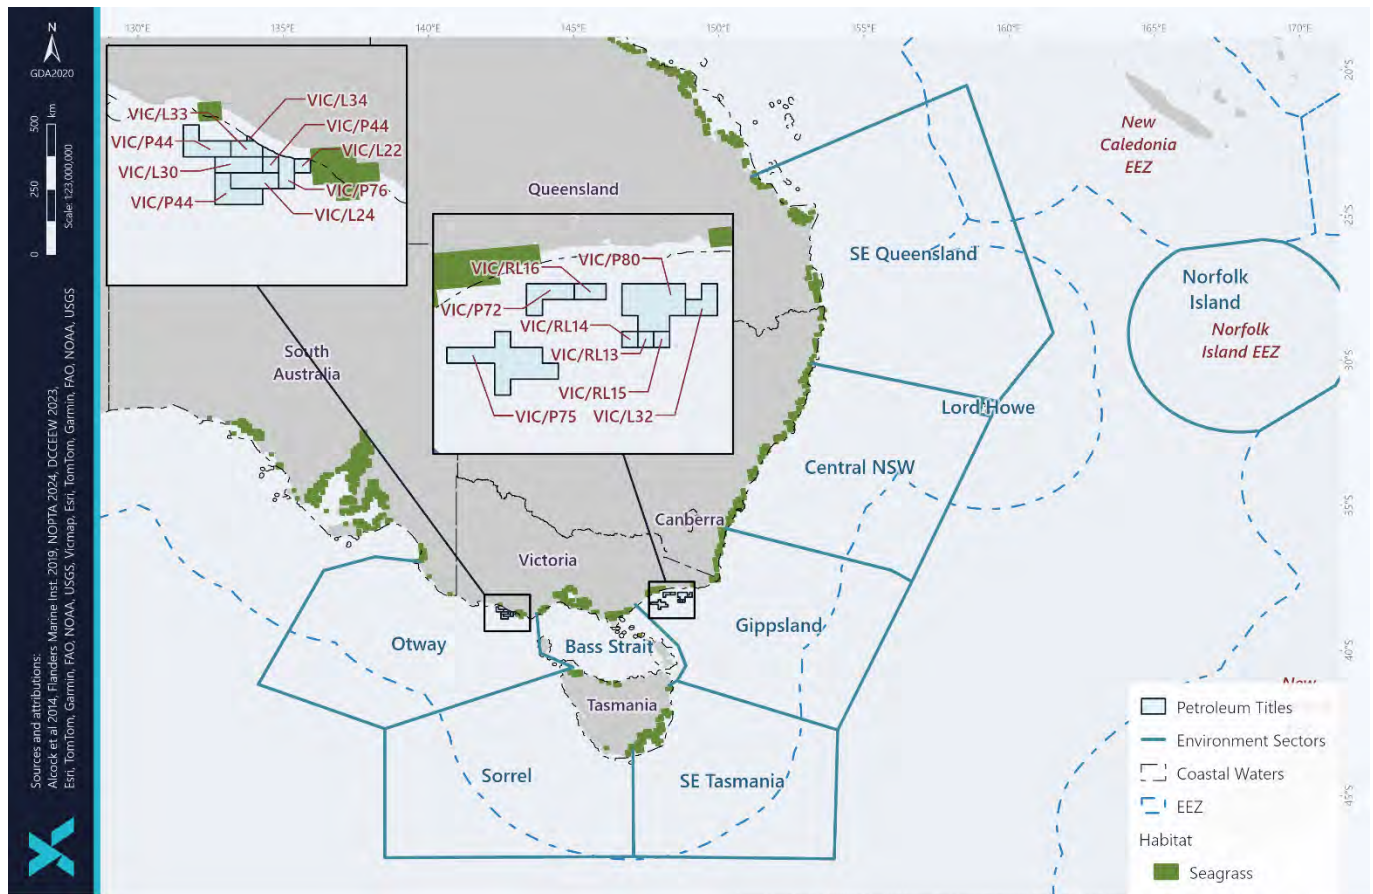 130°E
135°E
140°E
145°E
150°E
155°E
160°E
165°E
170°E
20°S
25°S
30°S
35°S
40°S
45°S
N
GDA2020
0
250
500
km
Scale: 1:23,000,000
Sources and attributions:
Alcock et al 2014, Flanders Marine Inst. 2019, NOPTA 2024, DCCEEW 2023,
Esri, TomTom, Garmin, FAO, NOAA, USGS, Vicmap, Esri, TomTom, Garmin, FAO, NOAA, USGS
VIC/L33
VIC/L34
VIC/P44
VIC/P44
VIC/L22
VIC/L30
VIC/P76
VIC/P44
VIC/L24
VIC/RL16
VIC/P80
VIC/P72
VIC/RL14
VIC/RL13
VIC/RL15
VIC/P75
VIC/L32
Queensland
South
Australia
Victoria
Canberra
Tasmania
New
Caledonia
EEZ
SE Queensland
Norfolk
Island
Norfolk
Island EEZ
Lord Howe
Central NSW
Gippsland
Otway
Bass Strait
Sorrel
SE Tasmania
New
Petroleum Titles
Environment Sectors
Coastal Waters
EEZ
Habitat
Seagrass